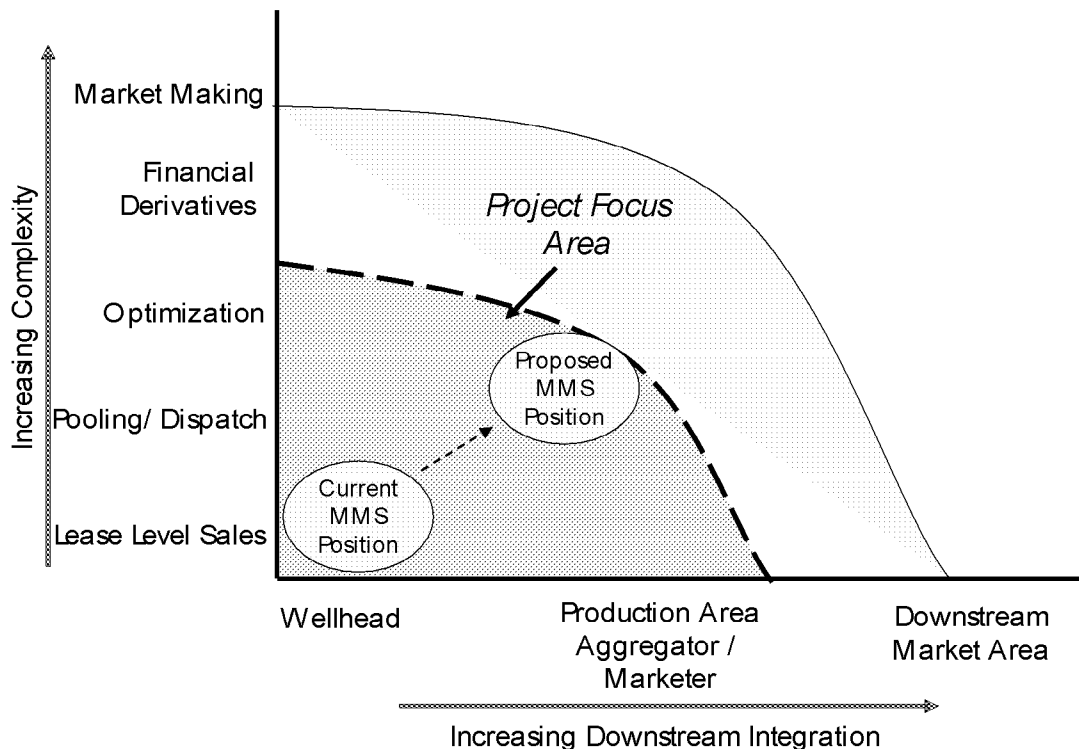 Increasing Complexity
Market Making
Financial
Derivatives
Optimization
Pooling/ Dispatch
Lease Level Sales
Project Focus
Area
Proposed
MMS
Position
Current
MMS
Position
Wellhead
Production Area
Aggregator /
Marketer
Downstream
Market Area
Increasing Downstream Integration